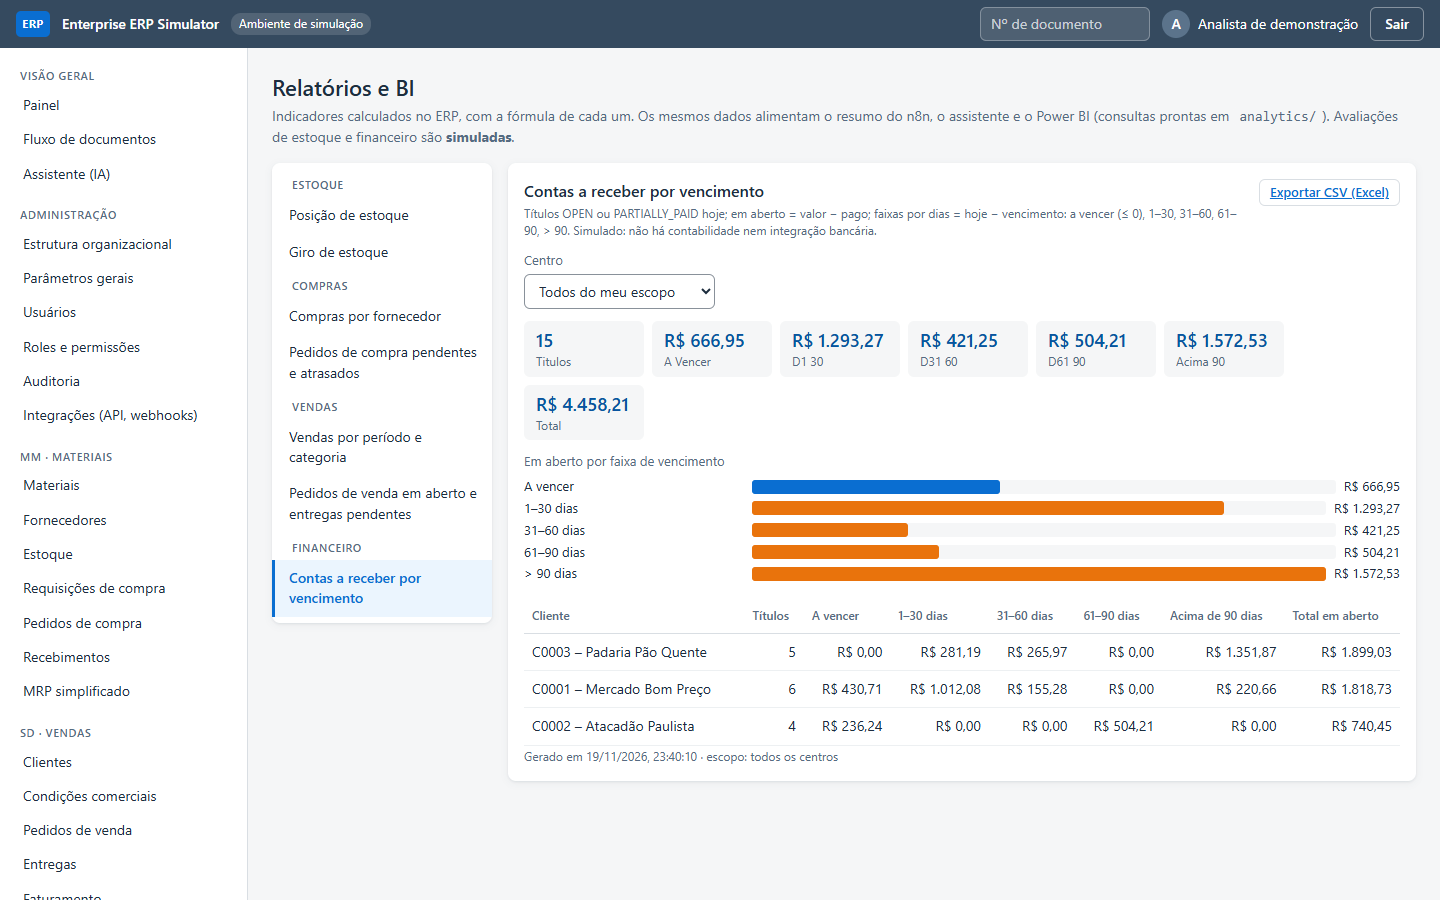 ERP Enterprise ERP Simulator Ambiente de simulação Nº de documento A Analista de demonstração Sair
VISÃO GERAL
Painel
Fluxo de documentos
Assistente (IA)
ADMINISTRAÇÃO
Estrutura organizacional
Parâmetros gerais
Usuários
Roles e permissões
Auditoria
Integrações (API, webhooks)
MM · MATERIAIS
Materiais
Fornecedores
Estoque
Requisições de compra
Pedidos de compra
Recebimentos
MRP simplificado
SD · VENDAS
Clientes
Condições comerciais
Pedidos de venda
Entregas
Faturamento
Relatórios e BI
Indicadores calculados no ERP, com a fórmula de cada um. Os mesmos dados alimentam o resumo do n8n, o assistente e o Power BI (consultas prontas em analytics/ ). Avaliações
de estoque e financeiro são simuladas.
ESTOQUE
Posição de estoque
Giro de estoque
COMPRAS
Compras por fornecedor
Pedidos de compra pendentes
e atrasados
VENDAS
Vendas por período e
categoria
Pedidos de venda em aberto e
entregas pendentes
FINANCEIRO
Contas a receber por
vencimento
Contas a receber por vencimento
Exportar CSV (Excel)
Títulos OPEN ou PARTIALLY_PAID hoje; em aberto = valor − pago; faixas por dias = hoje − vencimento: a vencer (≤ 0), 1–30, 31–60, 61–
90, > 90. Simulado: não há contabilidade nem integração bancária.
Centro
Todos do meu escopo
15
Titulos
R$ 666,95
A Vencer
R$ 1.293,27
D1 30
R$ 421,25
D31 60
R$ 504,21
D61 90
R$ 1.572,53
Acima 90
R$ 4.458,21
Total
Em aberto por faixa de vencimento
A vencer R$ 666,95
1–30 dias R$ 1.293,27
31–60 dias R$ 421,25
61–90 dias R$ 504,21
> 90 dias R$ 1.572,53
Cliente Títulos A vencer 1–30 dias 31–60 dias 61–90 dias Acima de 90 dias Total em aberto
C0003 – Padaria Pão Quente 5 R$ 0,00 R$ 281,19 R$ 265,97 R$ 0,00 R$ 1.351,87 R$ 1.899,03
C0001 – Mercado Bom Preço 6 R$ 430,71 R$ 1.012,08 R$ 155,28 R$ 0,00 R$ 220,66 R$ 1.818,73
C0002 – Atacadão Paulista 4 R$ 236,24 R$ 0,00 R$ 0,00 R$ 504,21 R$ 0,00 R$ 740,45
Gerado em 19/11/2026, 23:40:10 · escopo: todos os centros